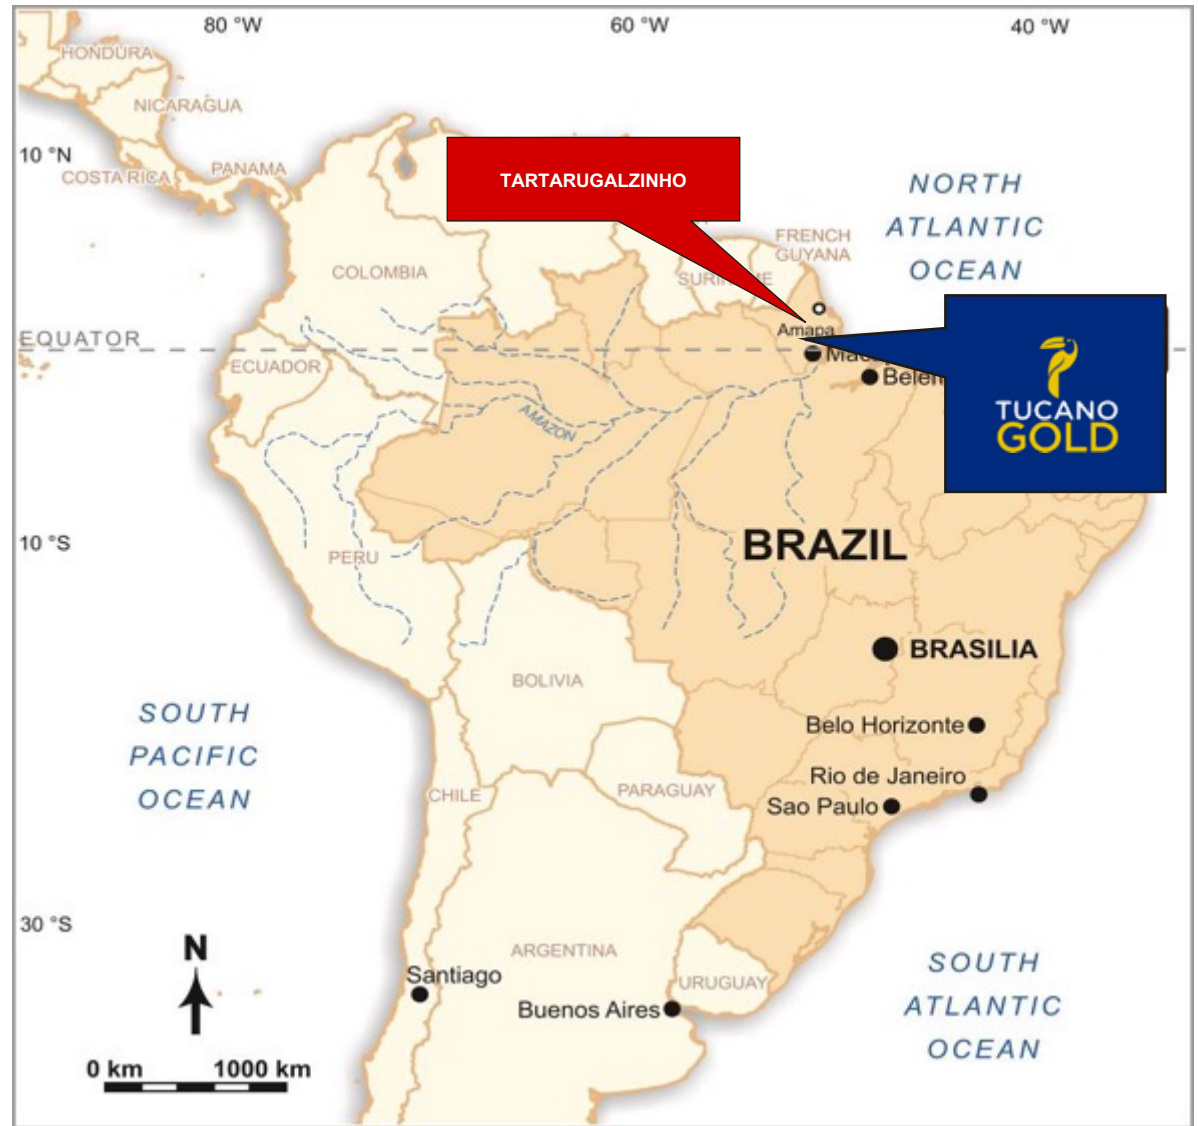 80 °W
60 °W
40 °W
HONDURA
NICARAGUA
10 °N
COSTA RICA
PANAMA
TARTARUGALZINHO
NORTH
ATLANTIC
OCEAN
FRENCH
GUYANA
COLOMBIA
EQUATOR
Amapa
ECUADOR
TUCANO
GOLD
AMAZON
10 °S
PERU
BRAZIL
BRASILIA
BOLIVIA
SOUTH
PACIFIC
OCEAN
Belo Horizonte
Rio de Janeiro
CHILE
PARAGUAY
Sao Paulo
30 °S
N
ARGENTINA
Santiago
URUGUAY
Buenos Aires
SOUTH
ATLANTIC
OCEAN
0 km
1000 km